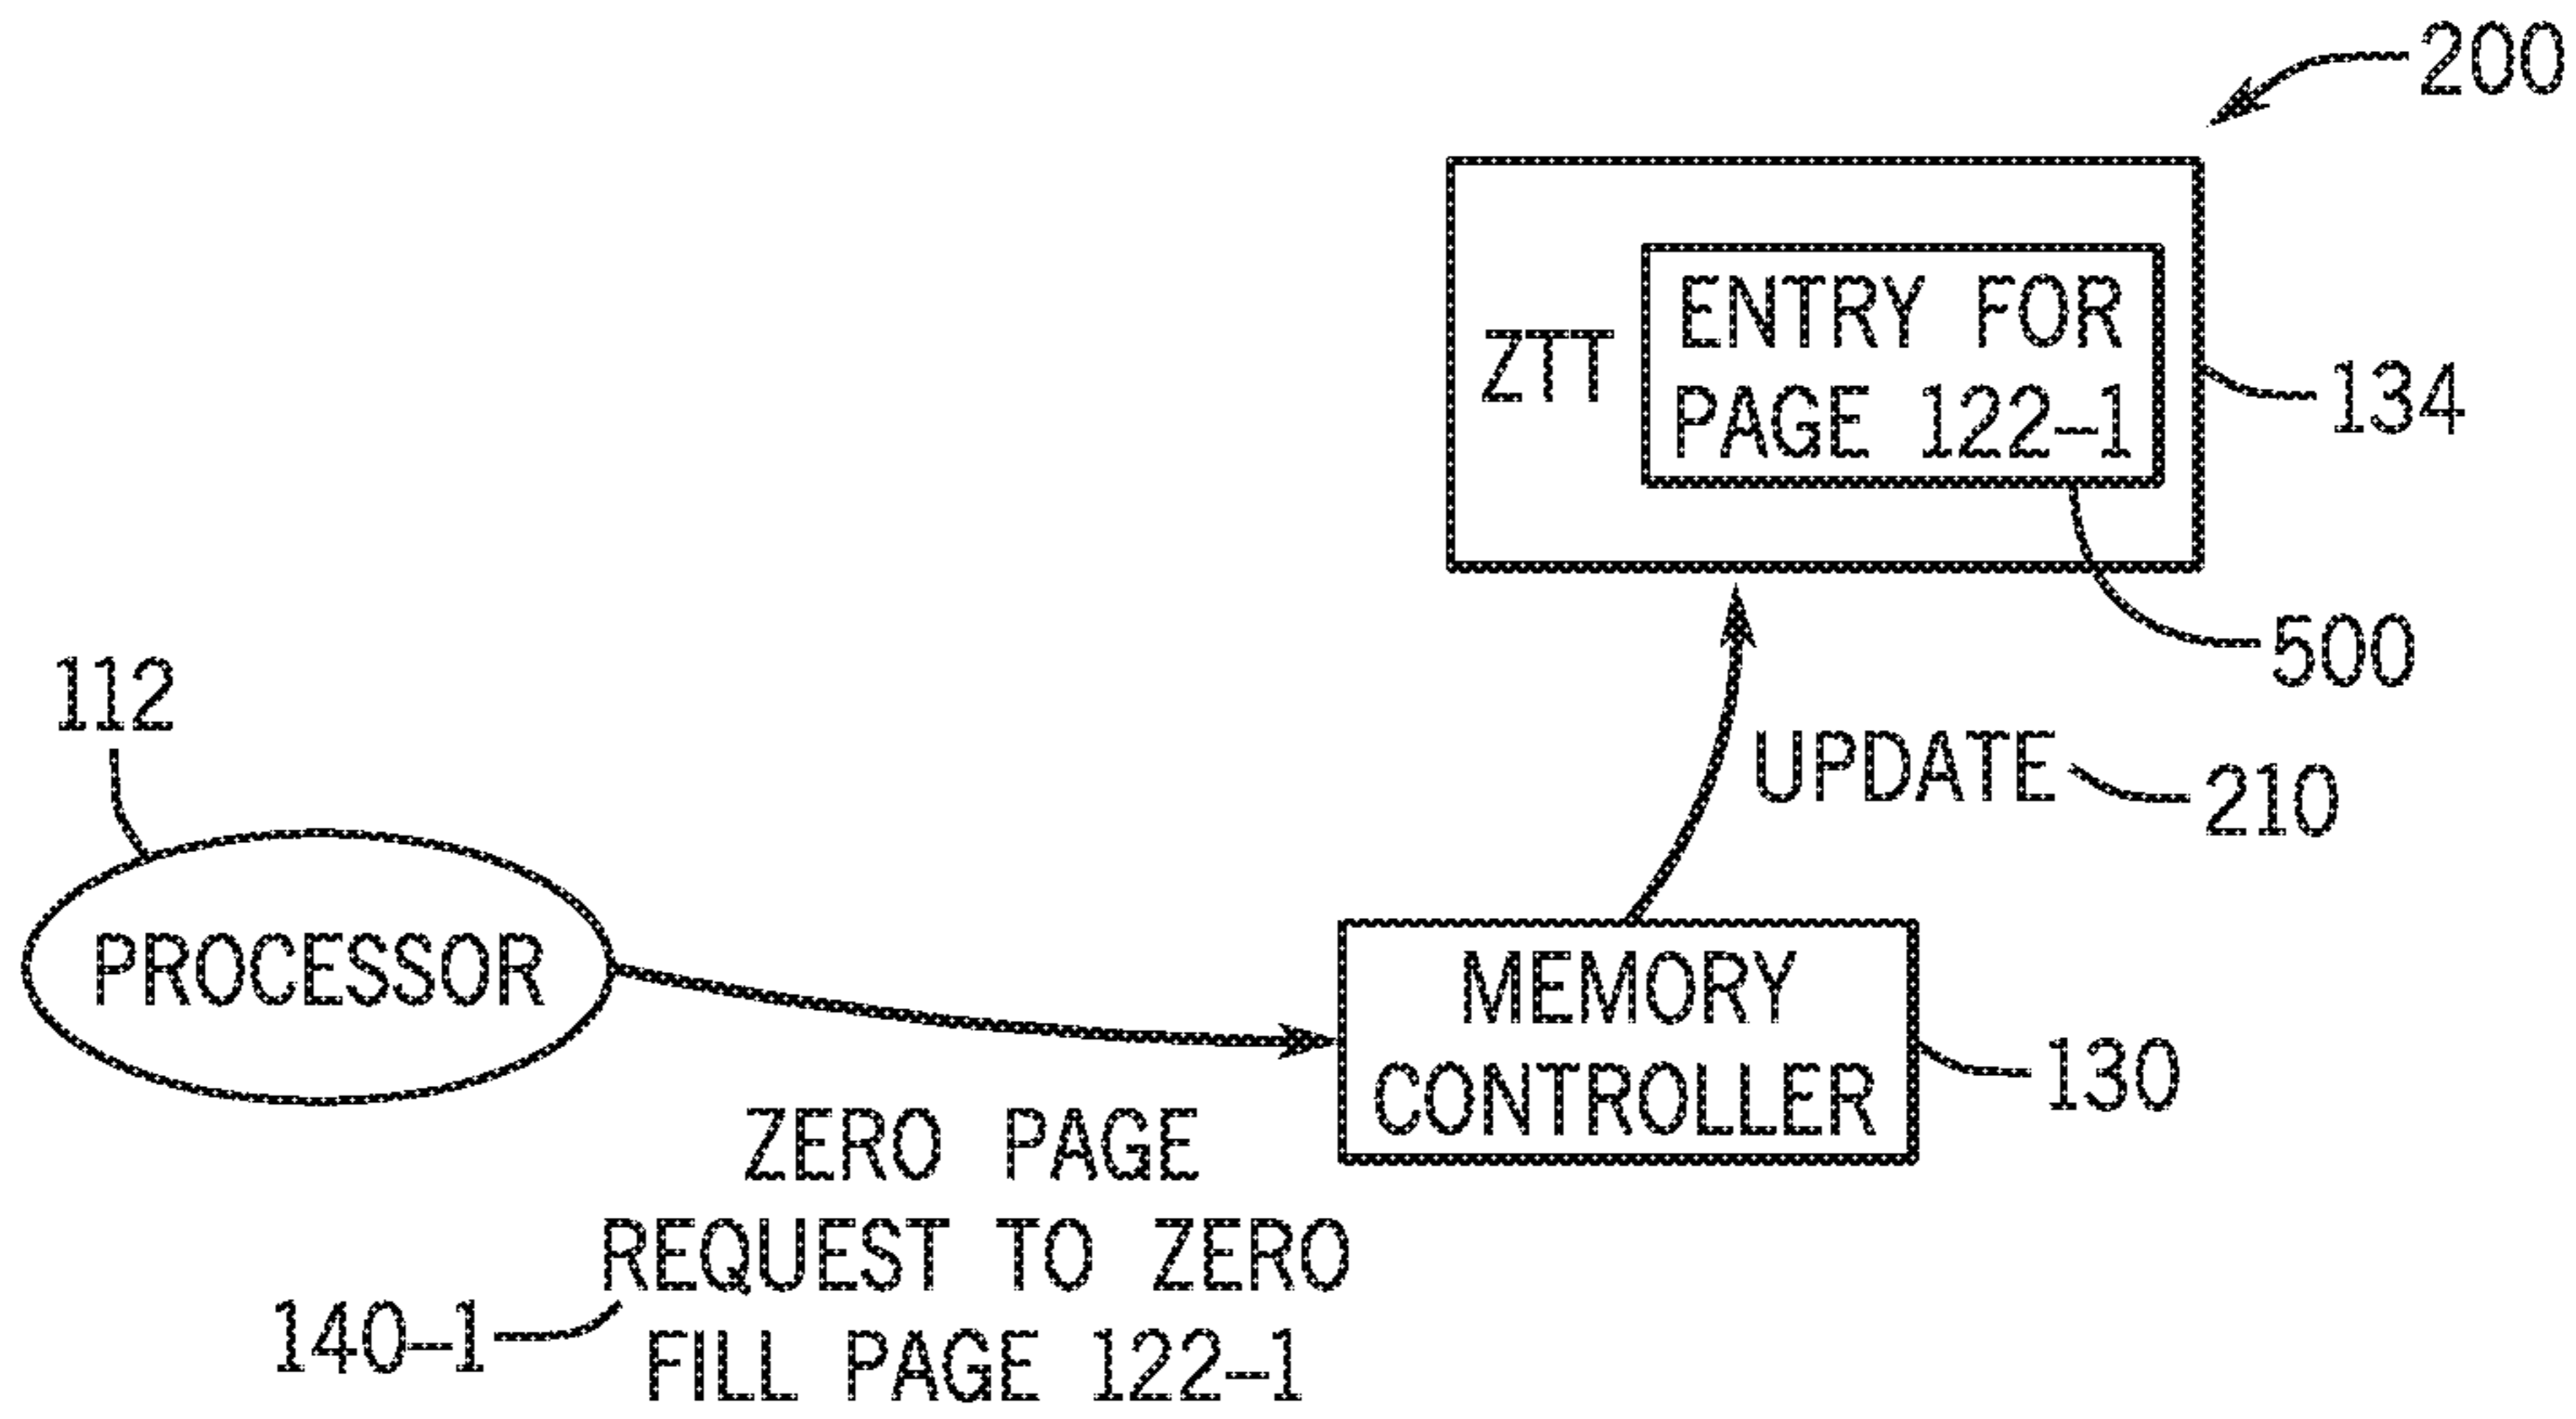 200
ZTT
ENTRY FOR
PAGE 122-1
134
500
UPDATE
210
112
PROCESSOR
MEMORY
CONTROLLER
130
ZERO PAGE
REQUEST TO ZERO
FILL PAGE 122-1
140-1